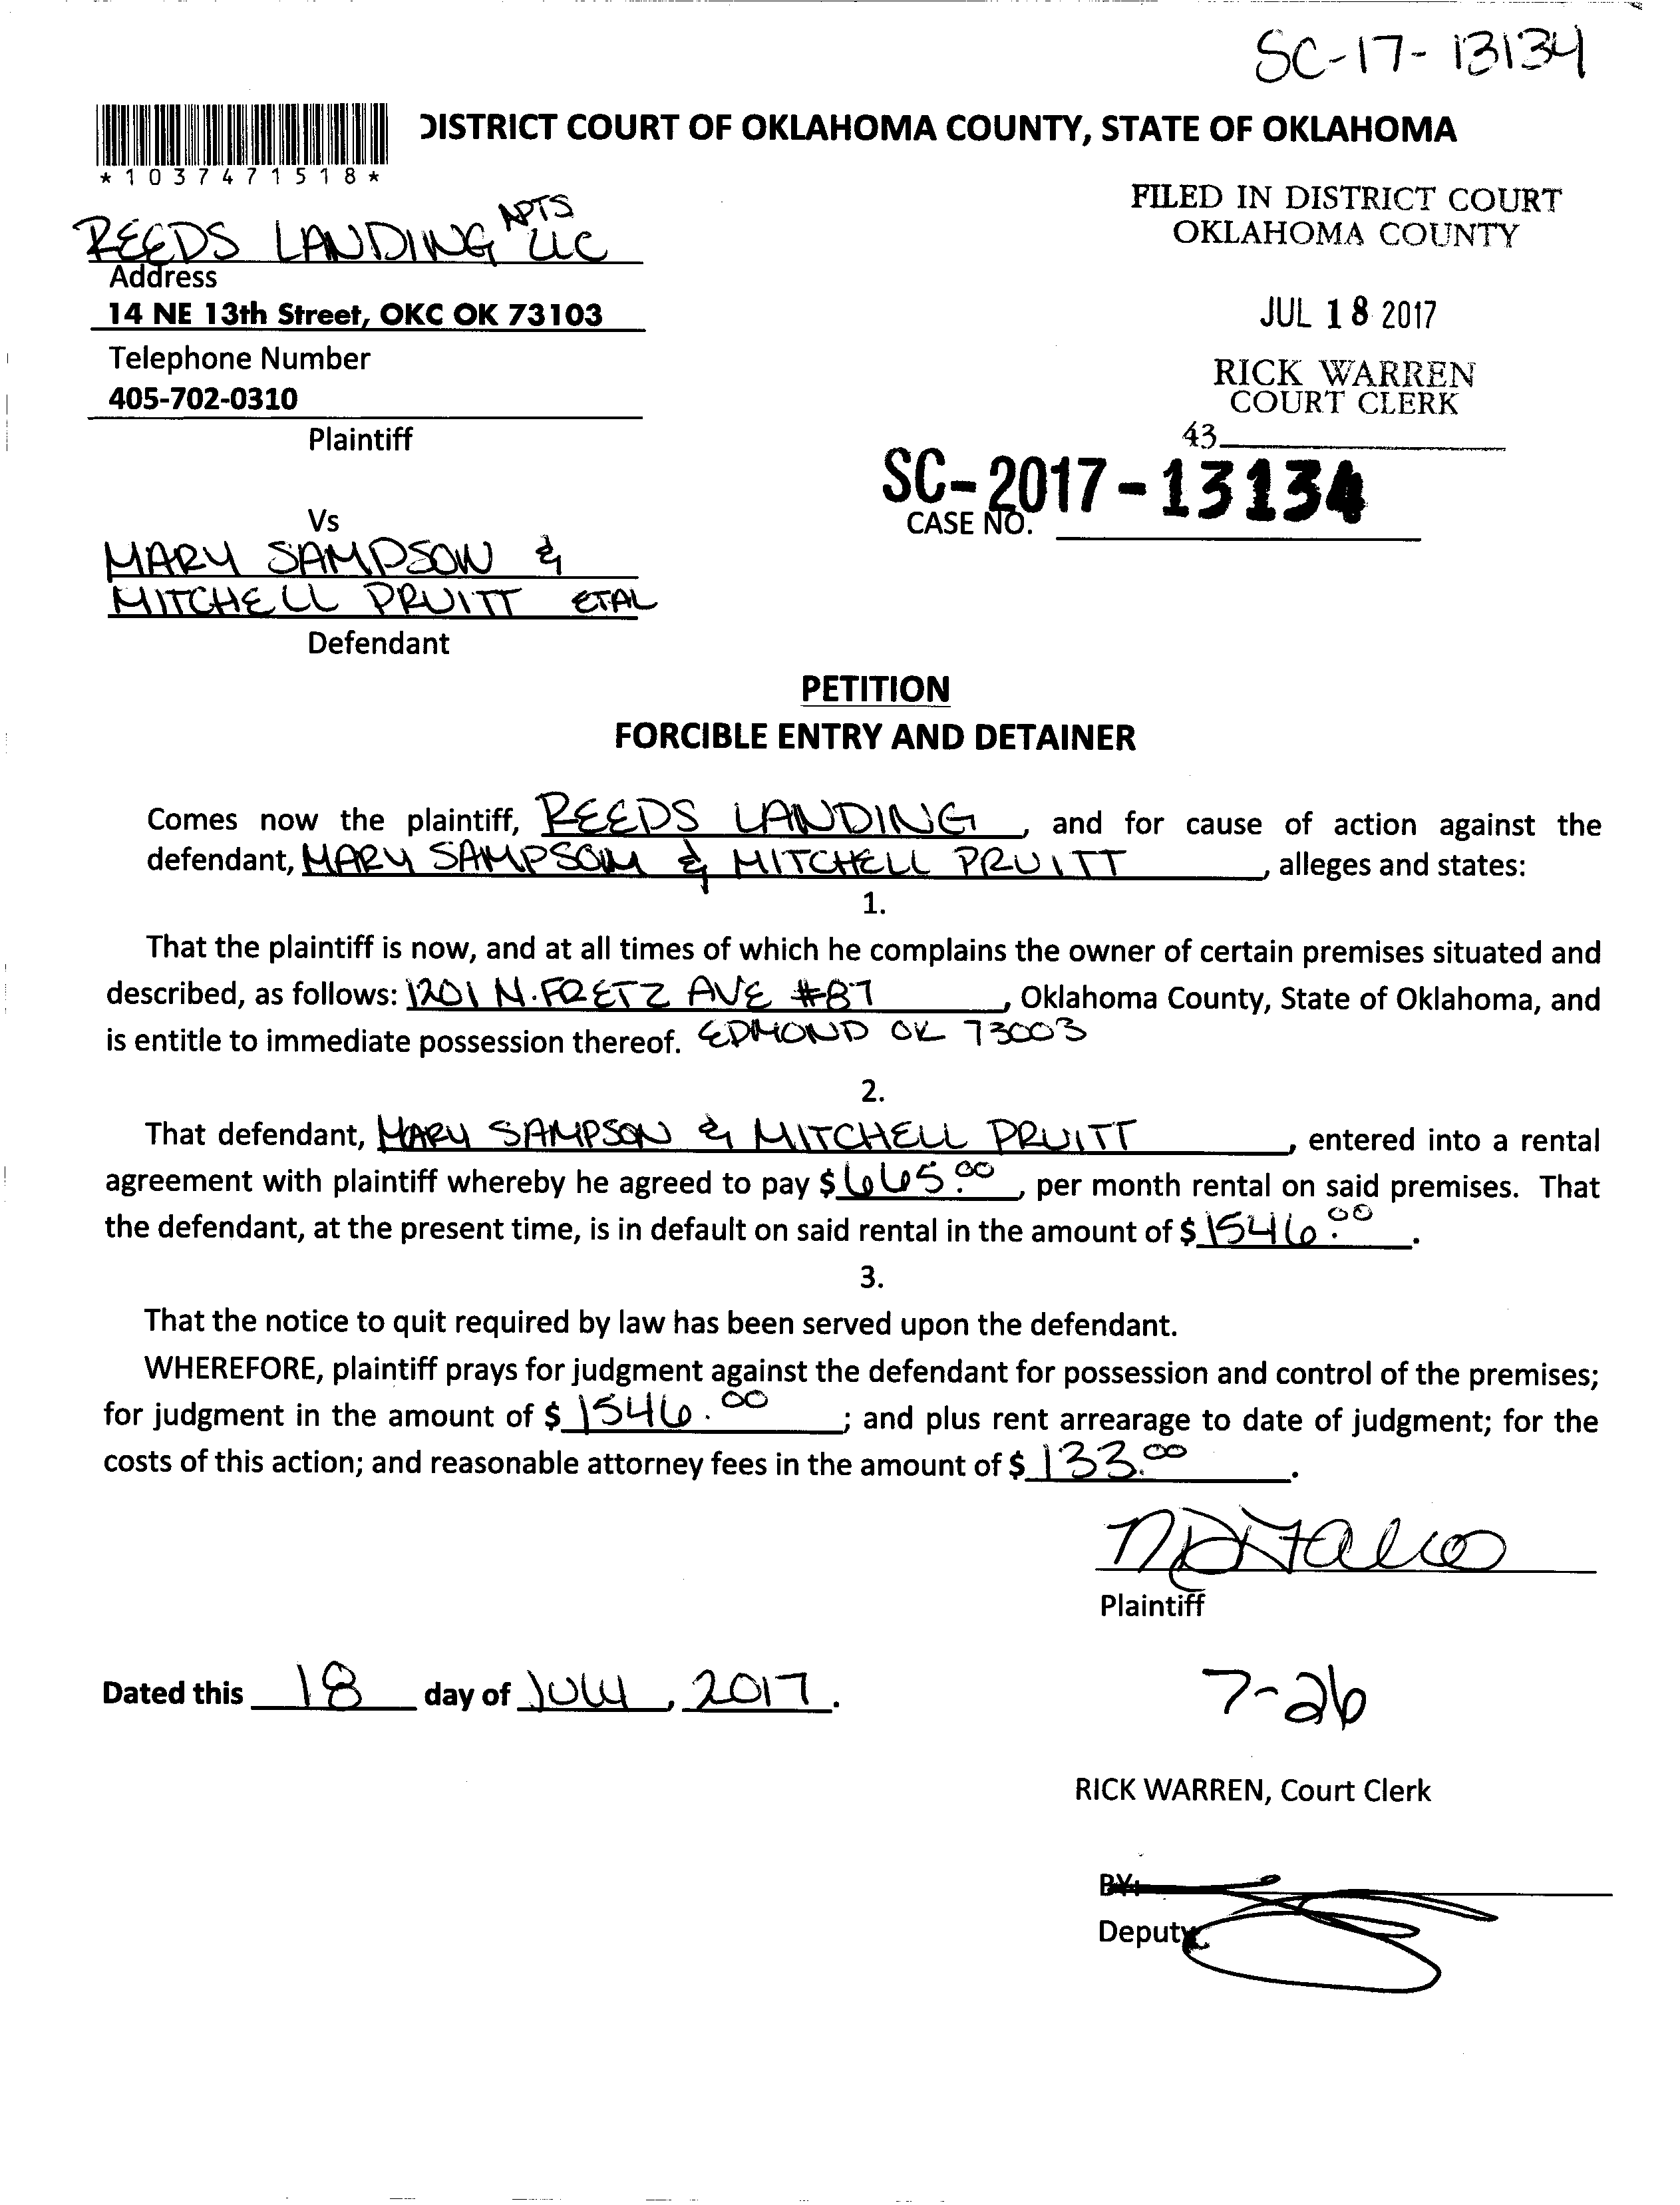 SC-17-13134
*1037471518*
DISTRICT COURT OF OKLAHOMA COUNTY, STATE OF OKLAHOMA
FILED IN DISTRICT COURT
OKLAHOMA COUNTY
JUL 18 2017
RICK WARREN
COURT CLERK
43
REEDS LANDING APTS LLC
Address
14 NE 13th Street, OKC OK 73103
Telephone Number
405-702-0310
Plaintiff
SC-2017-13134
CASE NO.
Vs
MARY SAMPSON &
MITCHELL PRUITT ETAL
Defendant
PETITION
FORCIBLE ENTRY AND DETAINER
Comes now the plaintiff, REEDS LANDING, and for cause of action against the
defendant, MARY SAMPSON & MITCHELL PRUITT, alleges and states:
1.
That the plaintiff is now, and at all times of which he complains the owner of certain premises situated and
described, as follows: 1201 N. FRETZ AVE #87, Oklahoma County, State of Oklahoma, and
is entitle to immediate possession thereof. EDMOND OK 73003
2.
That defendant, MARY SAMPSON & MITCHELL PRUITT, entered into a rental
agreement with plaintiff whereby he agreed to pay $665.00, per month rental on said premises. That
the defendant, at the present time, is in default on said rental in the amount of $1546.00.
3.
That the notice to quit required by law has been served upon the defendant.
WHEREFORE, plaintiff prays for judgment against the defendant for possession and control of the premises;
for judgment in the amount of $1546.00; and plus rent arrearage to date of judgment; for the
costs of this action; and reasonable attorney fees in the amount of $133.00.
Plaintiff
Dated this 18 day of JULY, 2017.
7-26
RICK WARREN, Court Clerk
BY:
Deputy